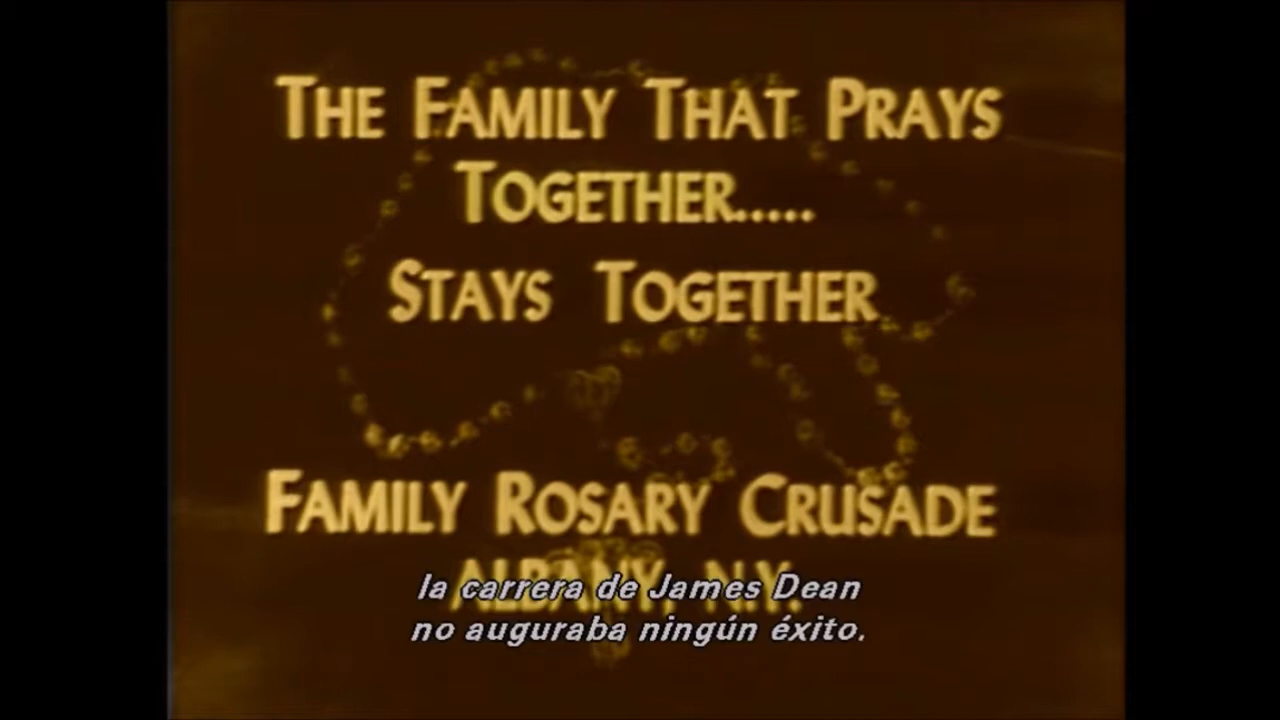 THE FAMILY THAT PRAYS
TOGETHER.....
STAYS TOGETHER
FAMILY ROSARY CRUSADE
ALBANY, N.Y.
la carrera de James Dean
no auguraba ningún éxito.